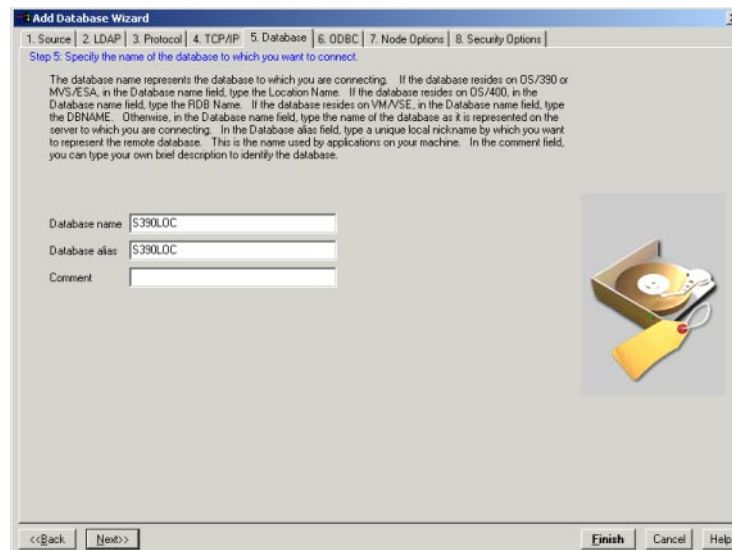 Add Database Wizard
1. Source 2. LDAP 3. Protocol 4. TCP/IP 5. Database 6. ODBC 7. Node Options 8. Security Options
Step 5: Specify the name of the database to which you want to connect.
The database name represents the database to which you are connecting. If the database resides on OS/390 or
MVS/ESA, in the Database name field, type the Location Name. If the database resides on OS/400, in the
Database name field, type the RDB Name. If the database resides on VM/VSE, in the Database name field, type
the DBNAME. Otherwise, in the Database name field, type the name of the database as it is represented on the
server to which you are connecting. In the Database alias field, type a unique local nickname by which you want
to represent the remote database. This is the name used by applications on your machine. In the comment field,
you can type your own brief description to identify the database.
Database name S390LOC
Database alias S390LOC
Comment
<<Back Next>> Finish Cancel Help